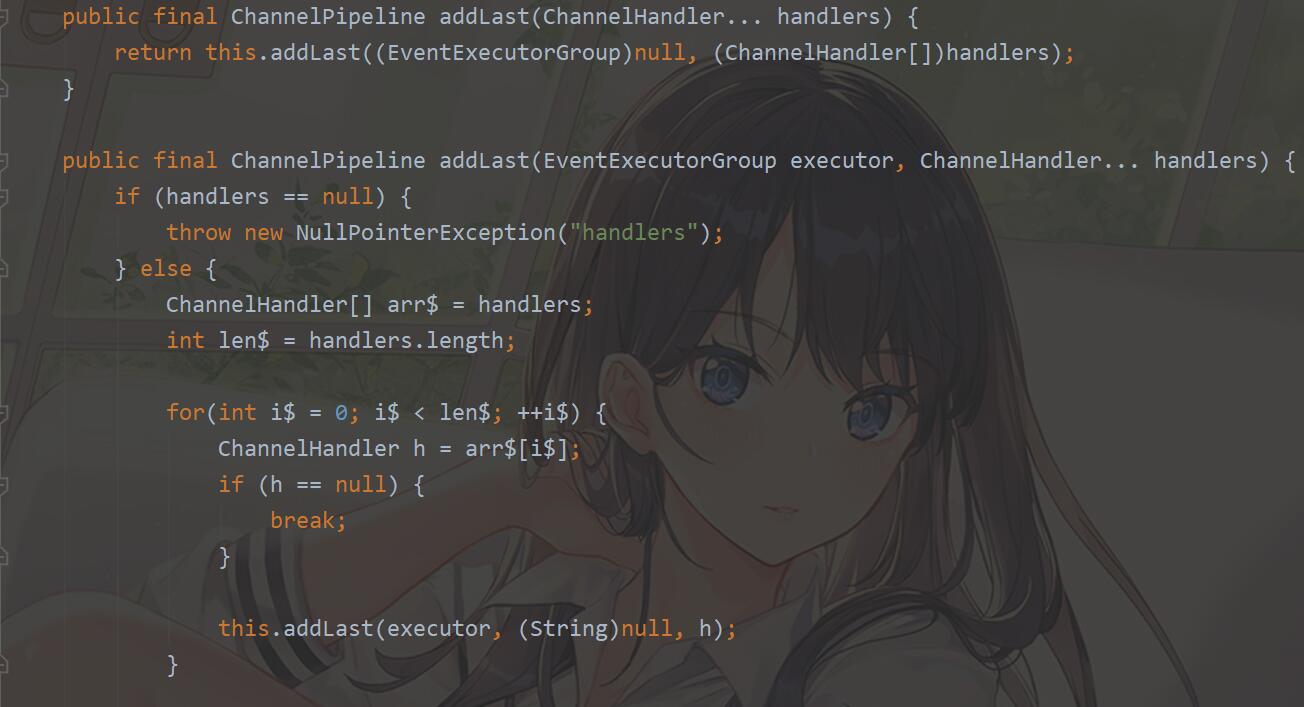 public final ChannelPipeline addLast(ChannelHandler... handlers) {
    return this.addLast((EventExecutorGroup)null, (ChannelHandler[])handlers);
}

public final ChannelPipeline addLast(EventExecutorGroup executor, ChannelHandler... handlers) {
    if (handlers == null) {
        throw new NullPointerException("handlers");
    } else {
        ChannelHandler[] arr$ = handlers;
        int len$ = handlers.length;

        for(int i$ = 0; i$ < len$; ++i$) {
            ChannelHandler h = arr$[i$];
            if (h == null) {
                break;
            }

            this.addLast(executor, (String)null, h);
        }